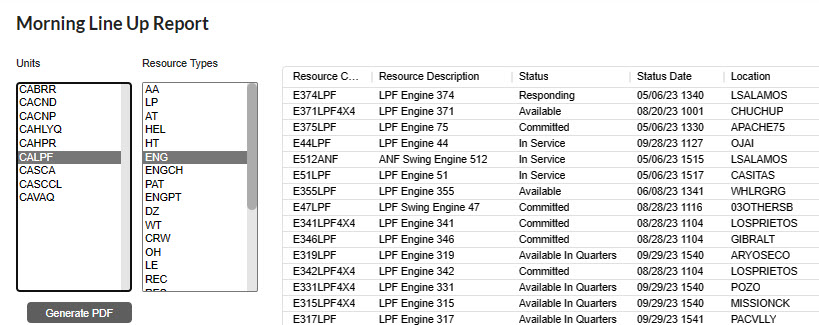 Morning Line Up Report
Units
CABRR
CACND
CACNP
CAHLYQ
CAHPR
CALPF
CASCA
CASCCL
CAVAQ
Generate PDF
Resource Types
AA
LP
AT
HEL
HT
ENG
ENGCH
PAT
ENGPT
DZ
WT
CRW
OH
LE
REC
Resource C... Resource Description Status Status Date Location
E374LPF LPF Engine 374 Responding 05/06/23 1340 LSALAMOS
E371LPF4X4 LPF Engine 371 Available 08/20/23 1001 CHUCHUP
E375LPF LPF Engine 75 Committed 05/06/23 1330 APACHE75
E44LPF LPF Engine 44 In Service 09/28/23 1127 OJAI
E512ANF ANF Swing Engine 512 In Service 05/06/23 1515 LSALAMOS
E51LPF LPF Engine 51 In Service 05/06/23 1517 CASITAS
E355LPF LPF Engine 355 Available 06/08/23 1341 WHLRGRG
E47LPF LPF Swing Engine 47 Committed 08/28/23 1116 03OTHERSB
E341LPF4X4 LPF Engine 341 Committed 08/28/23 1104 LOSPRIETOS
E346LPF LPF Engine 346 Committed 08/28/23 1104 GIBRALT
E319LPF LPF Engine 319 Available In Quarters 09/29/23 1540 ARYOSECO
E342LPF4X4 LPF Engine 342 Committed 08/28/23 1104 LOSPRIETOS
E331LPF4X4 LPF Engine 331 Available In Quarters 09/29/23 1540 POZO
E315LPF4X4 LPF Engine 315 Available In Quarters 09/29/23 1540 MISSIONCK
E317LPF LPF Engine 317 Available In Quarters 09/29/23 1541 PACVLLY